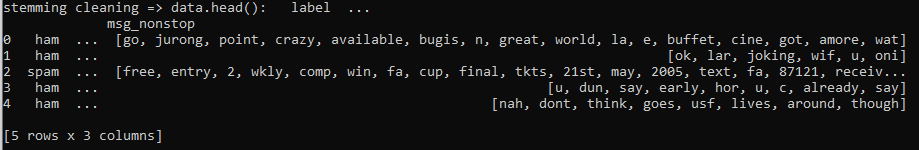 stemming cleaning => data.head():   label  ...                                                                                          msg_nonstop
0   ham  ...  [go, jurong, point, crazy, available, bugis, n, great, world, la, e, buffet, cine, got, amore, wat]
1   ham  ...  [ok, lar, joking, wif, u, oni]
2  spam  ...  [free, entry, 2, wkly, comp, win, fa, cup, final, tkts, 21st, may, 2005, text, fa, 87121, receiv...
3   ham  ...  [u, dun, say, early, hor, u, c, already, say]
4   ham  ...  [nah, dont, think, goes, usf, lives, around, though]
[5 rows x 3 columns]